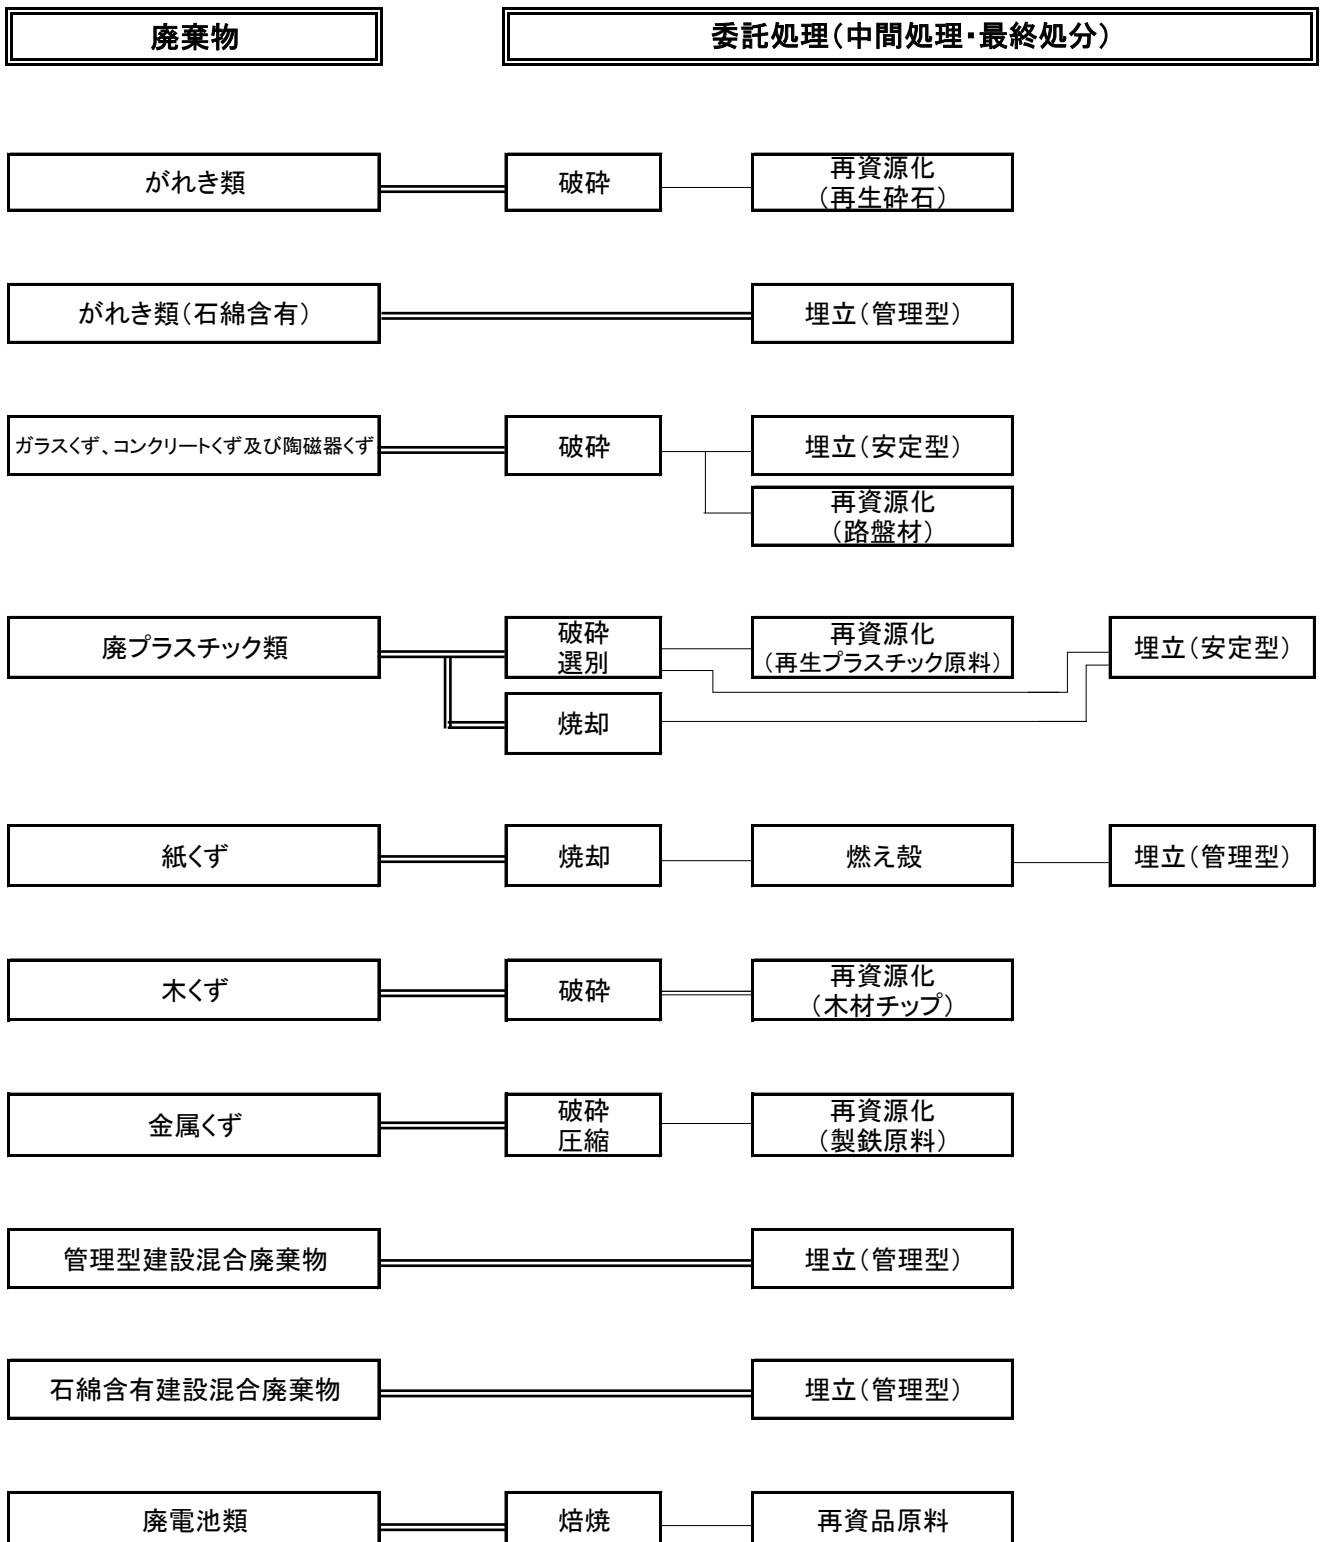 廃棄物
委託処理（中間処理・最終処分）
がれき類
破砕
再資源化
（再生砕石）
がれき類（石綿含有）
埋立（管理型）
ガラスくず、コンクリートくず及び陶磁器くず
破砕
埋立（安定型）
再資源化
（路盤材）
廃プラスチック類
破砕
選別
再資源化
（再生プラスチック原料）
埋立（安定型）
焼却
紙くず
焼却
燃え殻
埋立（管理型）
木くず
破砕
再資源化
（木材チップ）
金属くず
破砕
圧縮
再資源化
（製鉄原料）
管理型建設混合廃棄物
埋立（管理型）
石綿含有建設混合廃棄物
埋立（管理型）
廃電池類
焙焼
再資品原料